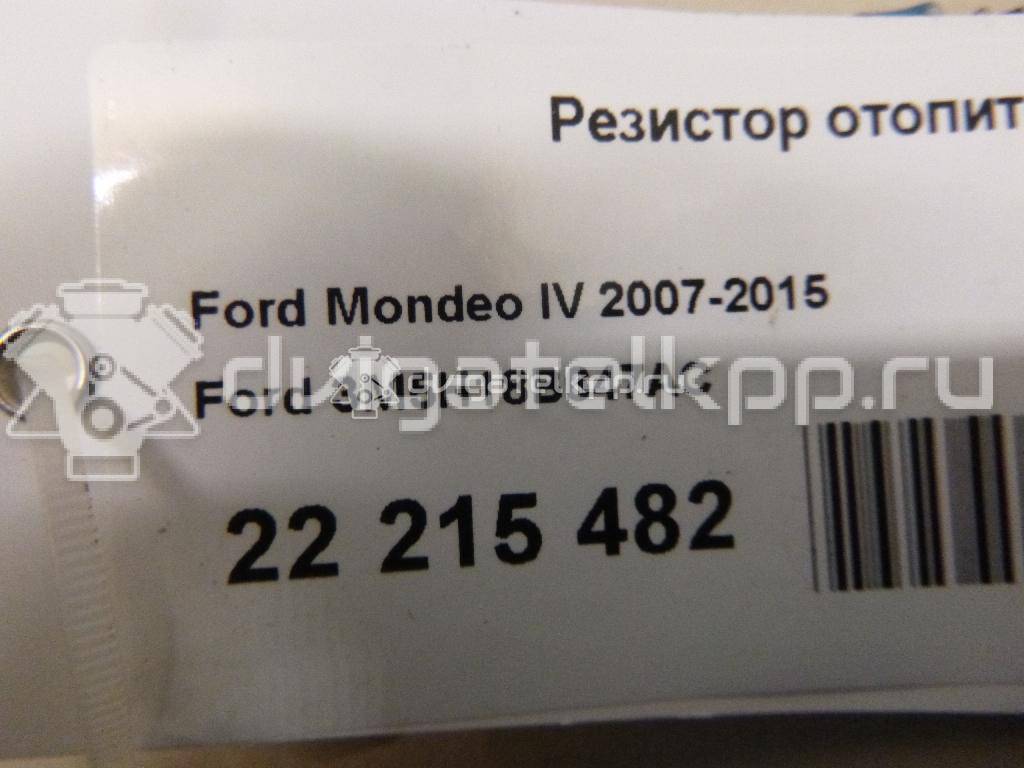 Резистор отопит
Ford Mondeo IV 2007-2015
dvigatelkpp.ru
Ford
22 215 482